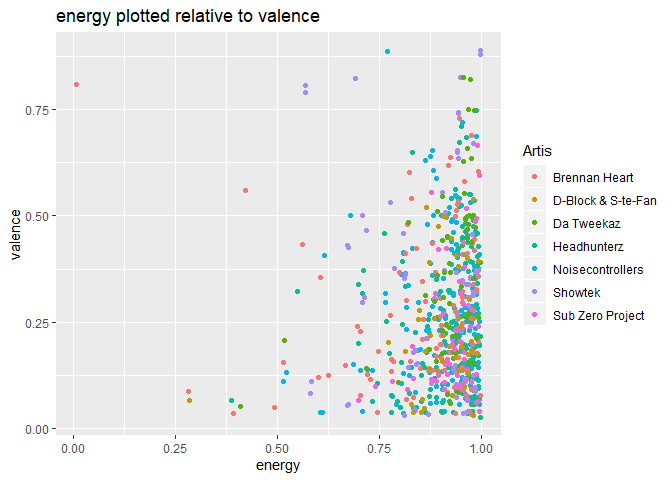 energy plotted relative to valence
valence
0.75
0.50
0.25
0.00
0.00
0.25
0.50
0.75
1.00
energy
Artis
Brennan Heart
D-Block & S-te-Fan
Da Tweekaz
Headhunterz
Noisecontrollers
Showtek
Sub Zero Project